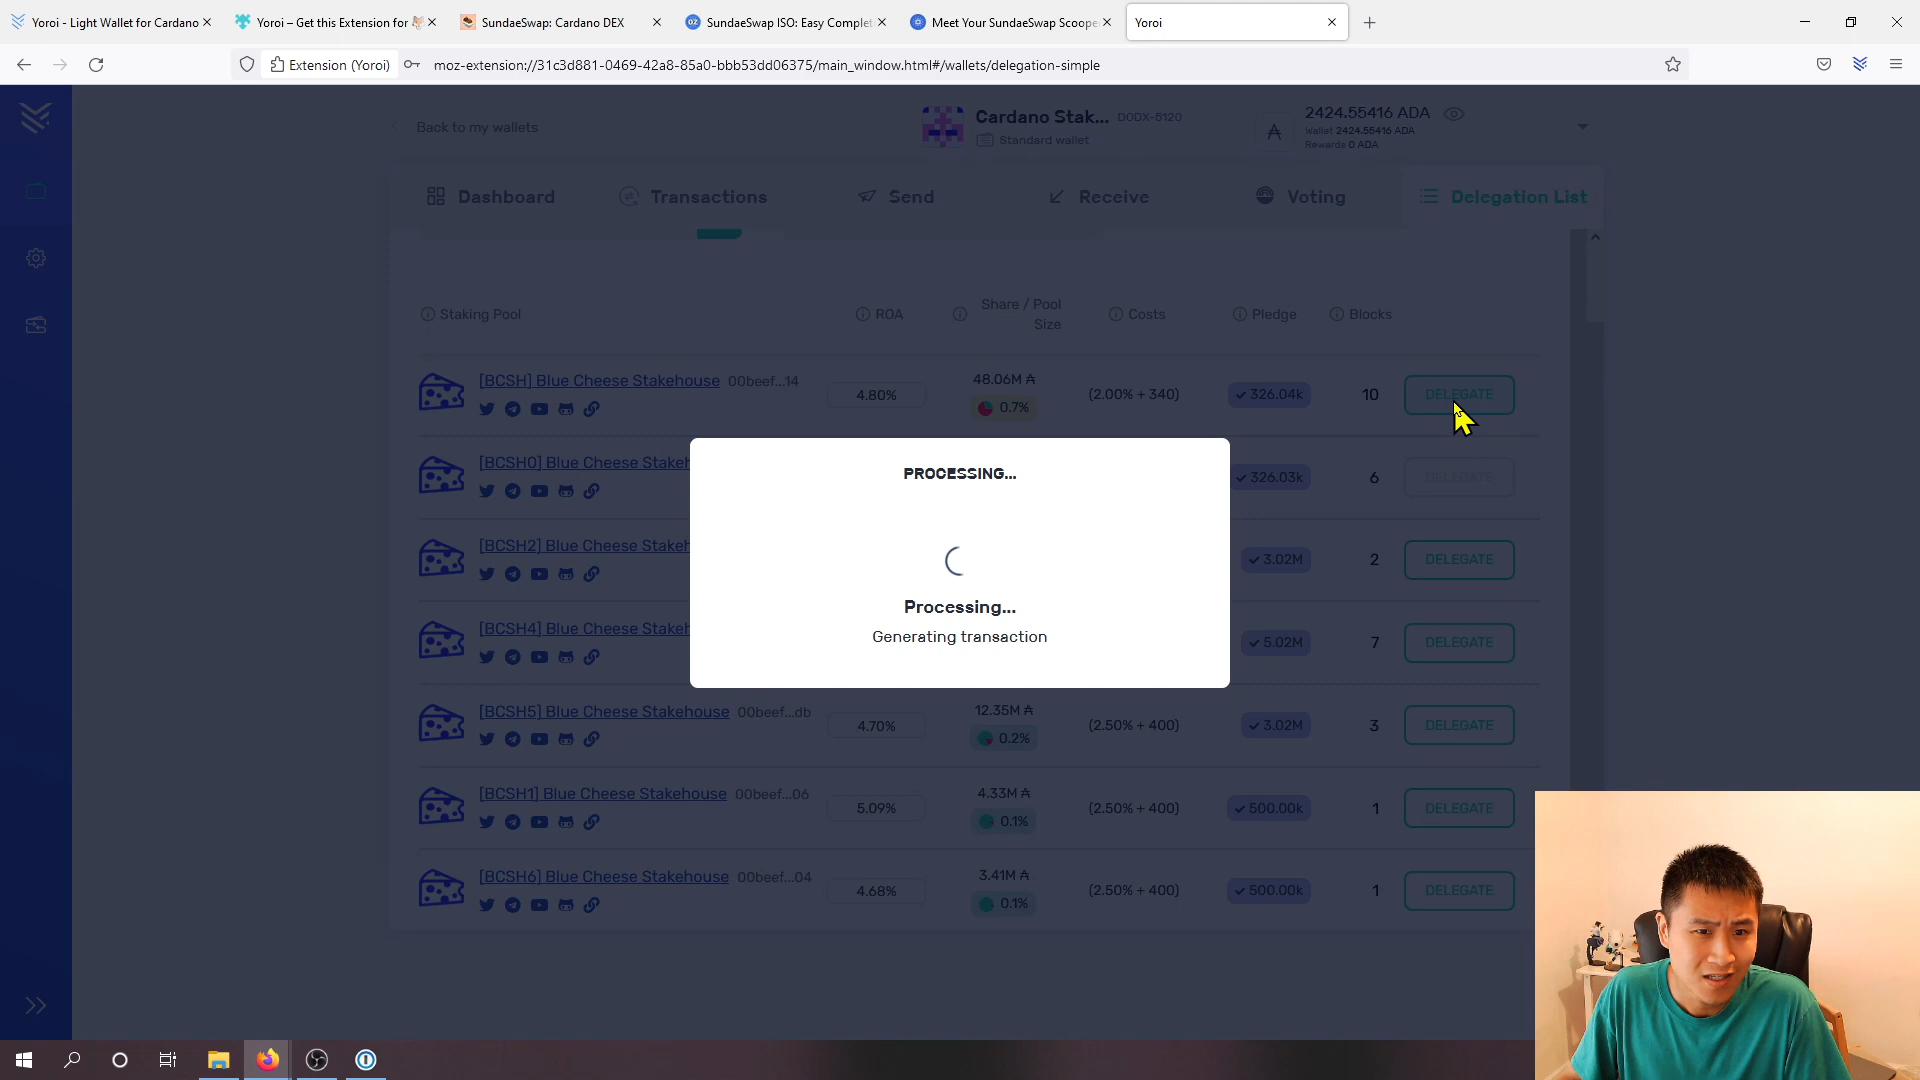 Yoroi - Light Wallet for Cardano
Yoroi – Get this Extension for
SundaeSwap: Cardano DEX
SundaeSwap ISO: Easy Complet
Meet Your SundaeSwap Scoope
Yoroi
Extension (Yoroi)
moz-extension://31c3d881-0469-42a8-85a0-bbb53dd06375/main_window.html#/wallets/delegation-simple
Back to my wallets
Cardano Stak...
DODX-5120
Standard wallet
2424.55416 ADA
Wallet 2424.55416 ADA
Rewards 0 ADA
Dashboard
Transactions
Send
Receive
Voting
Delegation List
Staking Pool
ROA
Share / Pool
Size
Costs
Pledge
Blocks
[BCSH] Blue Cheese Stakehouse 00beef...14
4.80%
48.06M ₳
0.7%
(2.00% + 340)
326.04k
10
DELEGATE
[BCSH0] Blue Cheese Stakeh
326.03k
6
DELEGATE
[BCSH2] Blue Cheese Stakeh
3.02M
2
DELEGATE
[BCSH4] Blue Cheese Stakeh
5.02M
7
DELEGATE
[BCSH5] Blue Cheese Stakehouse 00beef...db
4.70%
12.35M ₳
0.2%
(2.50% + 400)
3.02M
3
DELEGATE
[BCSH1] Blue Cheese Stakehouse 00beef...06
5.09%
4.33M ₳
0.1%
(2.50% + 400)
500.00k
1
DELEGATE
[BCSH6] Blue Cheese Stakehouse 00beef...04
4.68%
3.41M ₳
0.1%
(2.50% + 400)
500.00k
1
DELEGATE
PROCESSING...
Processing...
Generating transaction